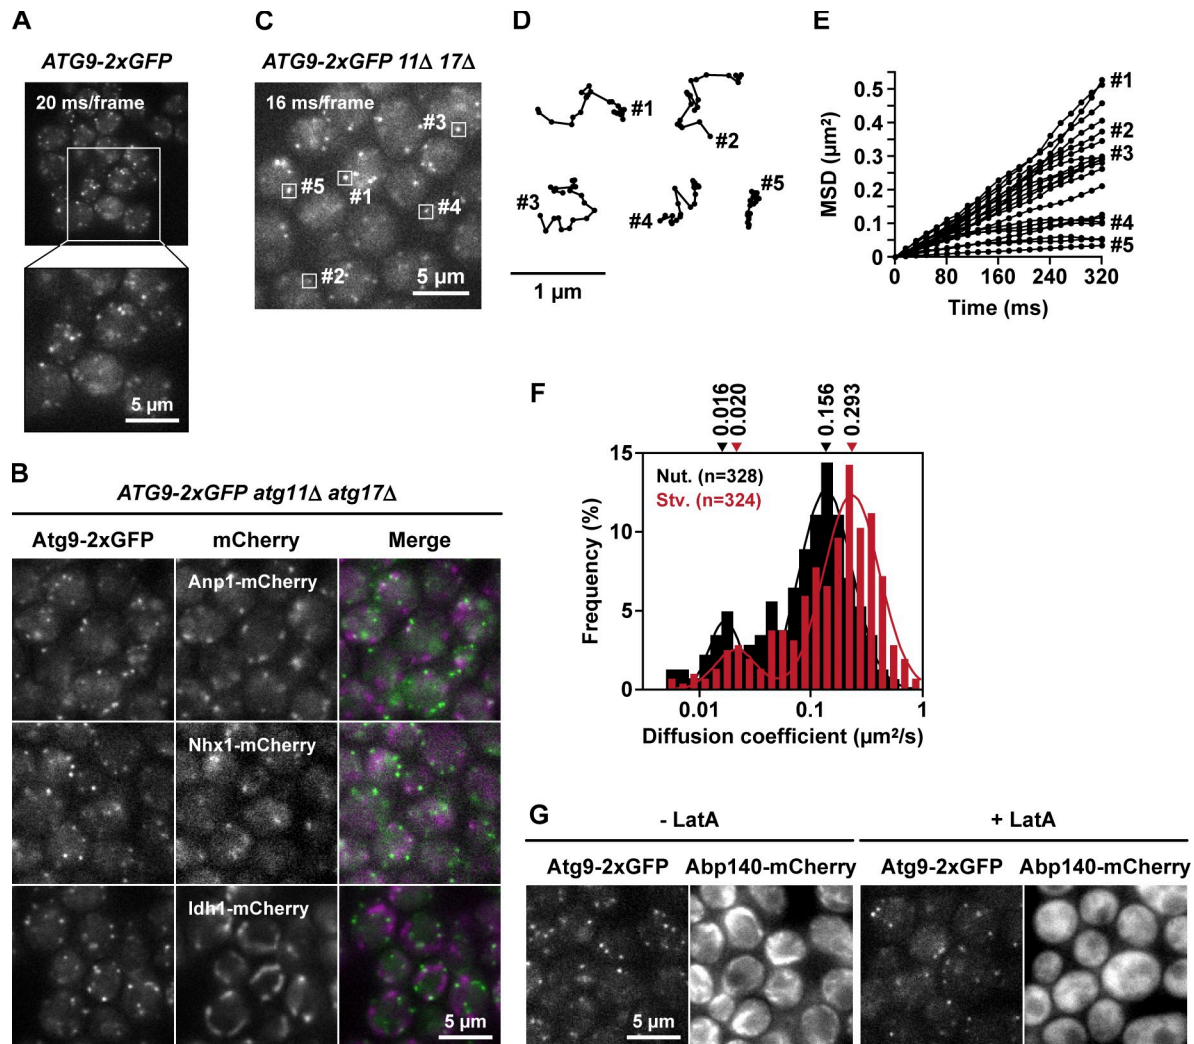 A
ATG9-2xGFP
20 ms/frame
5 µm
B
ATG9-2xGFP atg11Δ atg17Δ
Atg9-2xGFP mCherry Merge
Anp1-mCherry
Nhx1-mCherry
Idh1-mCherry
5 µm
C
ATG9-2xGFP 11Δ 17Δ
16 ms/frame
#3
#5 #1
#4
#2
5 µm
D
#1
#2
#3
#4
#5
1 µm
E
MSD (µm²)
0.5
0.4
0.3
0.2
0.1
0
0 80 160 240 320
Time (ms)
#1
#2
#3
#4
#5
F
0.016
0.020
0.156
0.293
Nut. (n=328)
Stv. (n=324)
Frequency (%)
15
10
5
0
0.01 0.1 1
Diffusion coefficient (µm²/s)
G
- LatA + LatA
Atg9-2xGFP Abp140-mCherry Atg9-2xGFP Abp140-mCherry
5 µm